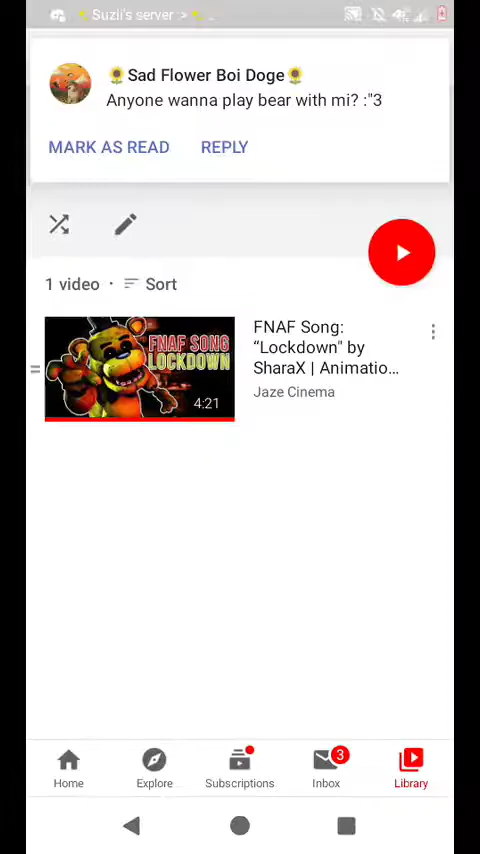 Suzii's server :>
🌻Sad Flower Boi Doge🌻
Anyone wanna play bear with mi? :"3
MARK AS READ REPLY
1 video · Sort
FNAF SONG
LOCKDOWN
4:21
FNAF Song:
“Lockdown" by
SharaX | Animatio...
Jaze Cinema
3
Home Explore Subscriptions Inbox Library